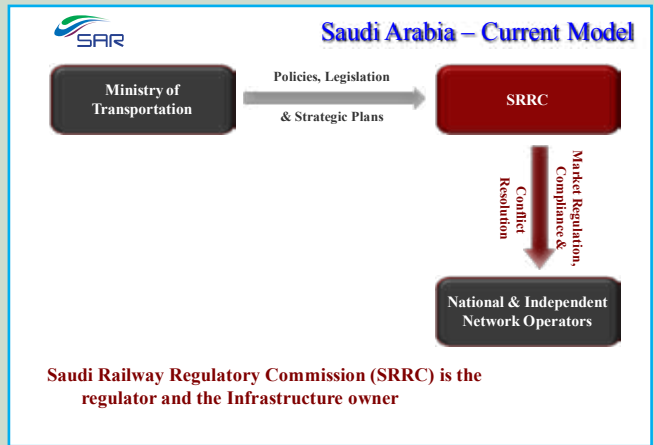 SAR
Saudi Arabia – Current Model
Ministry of
Transportation
Policies, Legislation
& Strategic Plans
SRRC
Market Regulation,
Compliance &
Conflict
Resolution
National & Independent
Network Operators
Saudi Railway Regulatory Commission (SRRC) is the
regulator and the Infrastructure owner